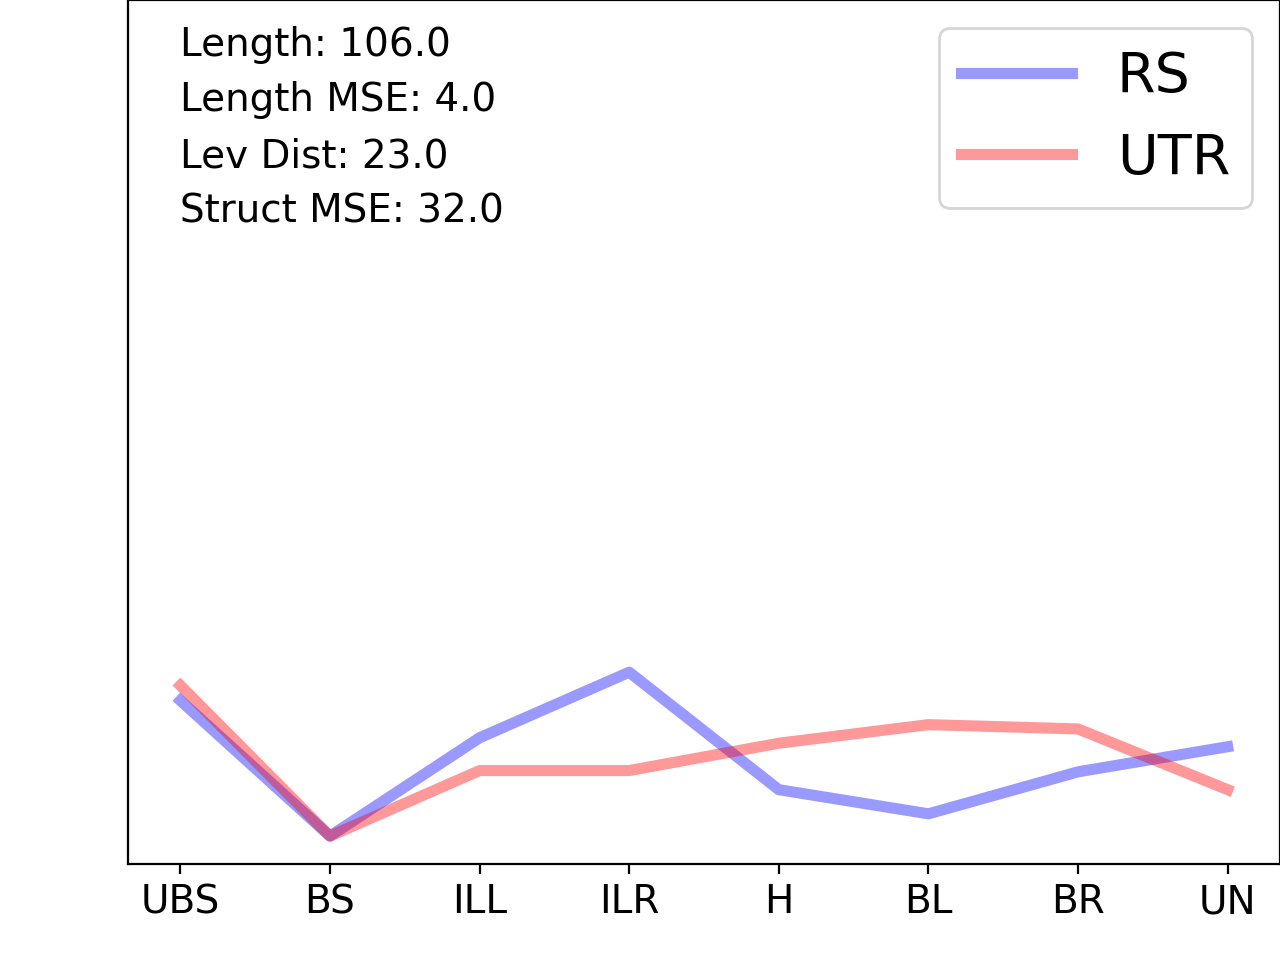 Length: 106.0
Length MSE: 4.0
Lev Dist: 23.0
Struct MSE: 32.0
RS
UTR
UBS BS ILL ILR H BL BR UN